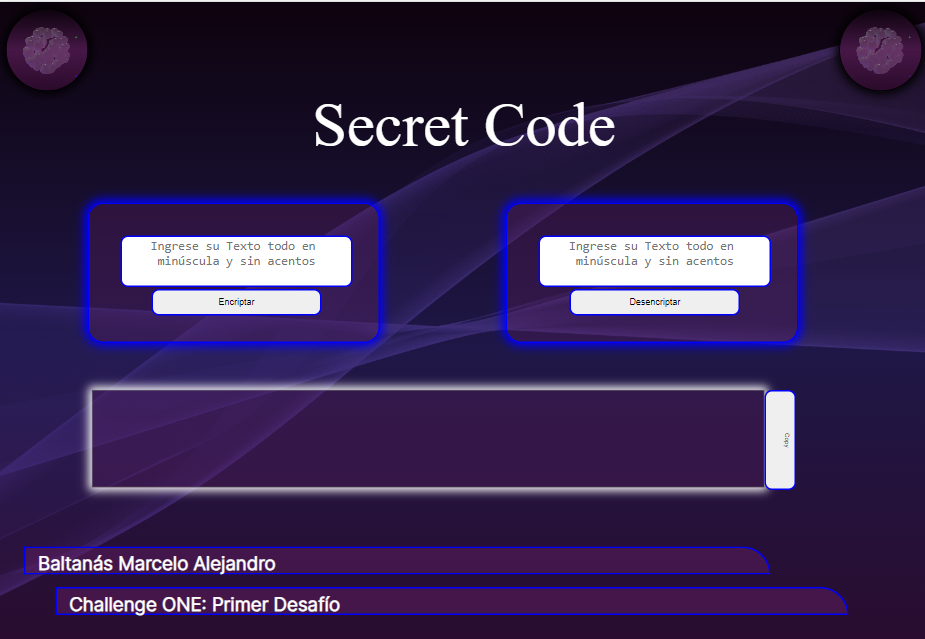 Secret Code
Ingrese su Texto todo en
minúscula y sin acentos
Encriptar
Ingrese su Texto todo en
minúscula y sin acentos
Desencriptar
Copy
Baltanás Marcelo Alejandro
Challenge ONE: Primer Desafío